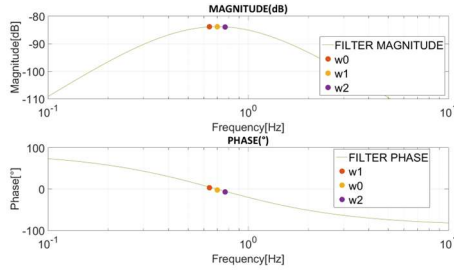 MAGNITUDE(dB)
-80
-90
-100
-110
Magnitude[dB]
FILTER MAGNITUDE
w0
w1
w2
10^-1
10^0
10^1
Frequency[Hz]
PHASE(°)
100
0
-100
Phase[°]
FILTER PHASE
w1
w0
w2
10^-1
10^0
10^1
Frequency[Hz]